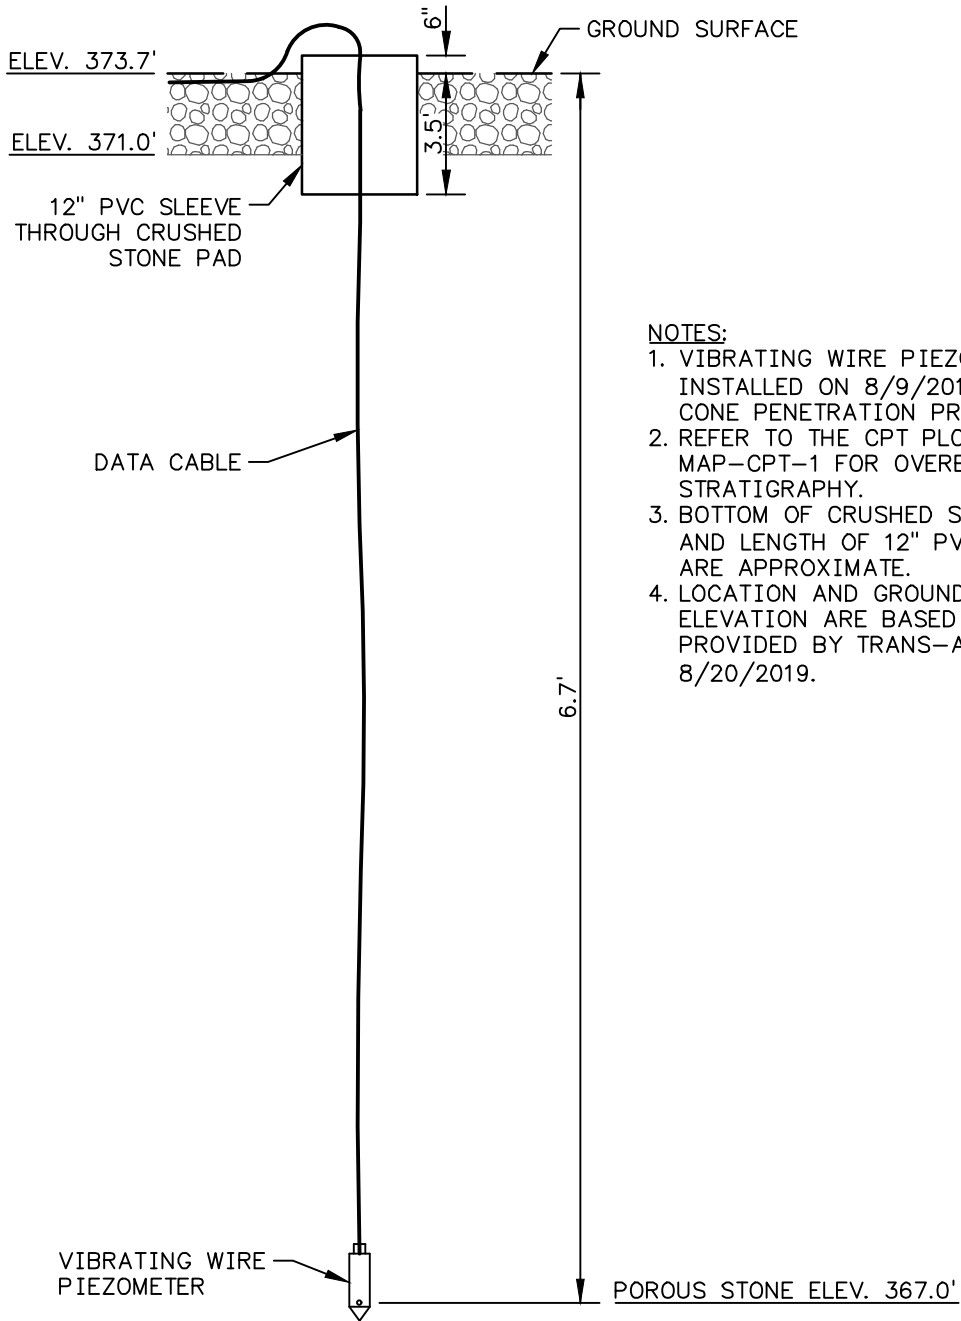 6"
GROUND SURFACE
ELEV. 373.7'
3.5'
ELEV. 371.0'
12" PVC SLEEVE
THROUGH CRUSHED
STONE PAD
NOTES:
1. VIBRATING WIRE
INSTALLED ON
CONE PENETRATION
2. REFER TO THE CPT
MAP-CPT-1 FOR
STRATIGRAPHY.
3. BOTTOM OF CRUSHED
AND LENGTH OF 12"
ARE APPROXIMATE.
4. LOCATION AND GROUND
ELEVATION ARE BASED
PROVIDED BY
8/20/2019.
DATA CABLE
6.7'
VIBRATING WIRE
PIEZOMETER
POROUS STONE ELEV. 367.0'